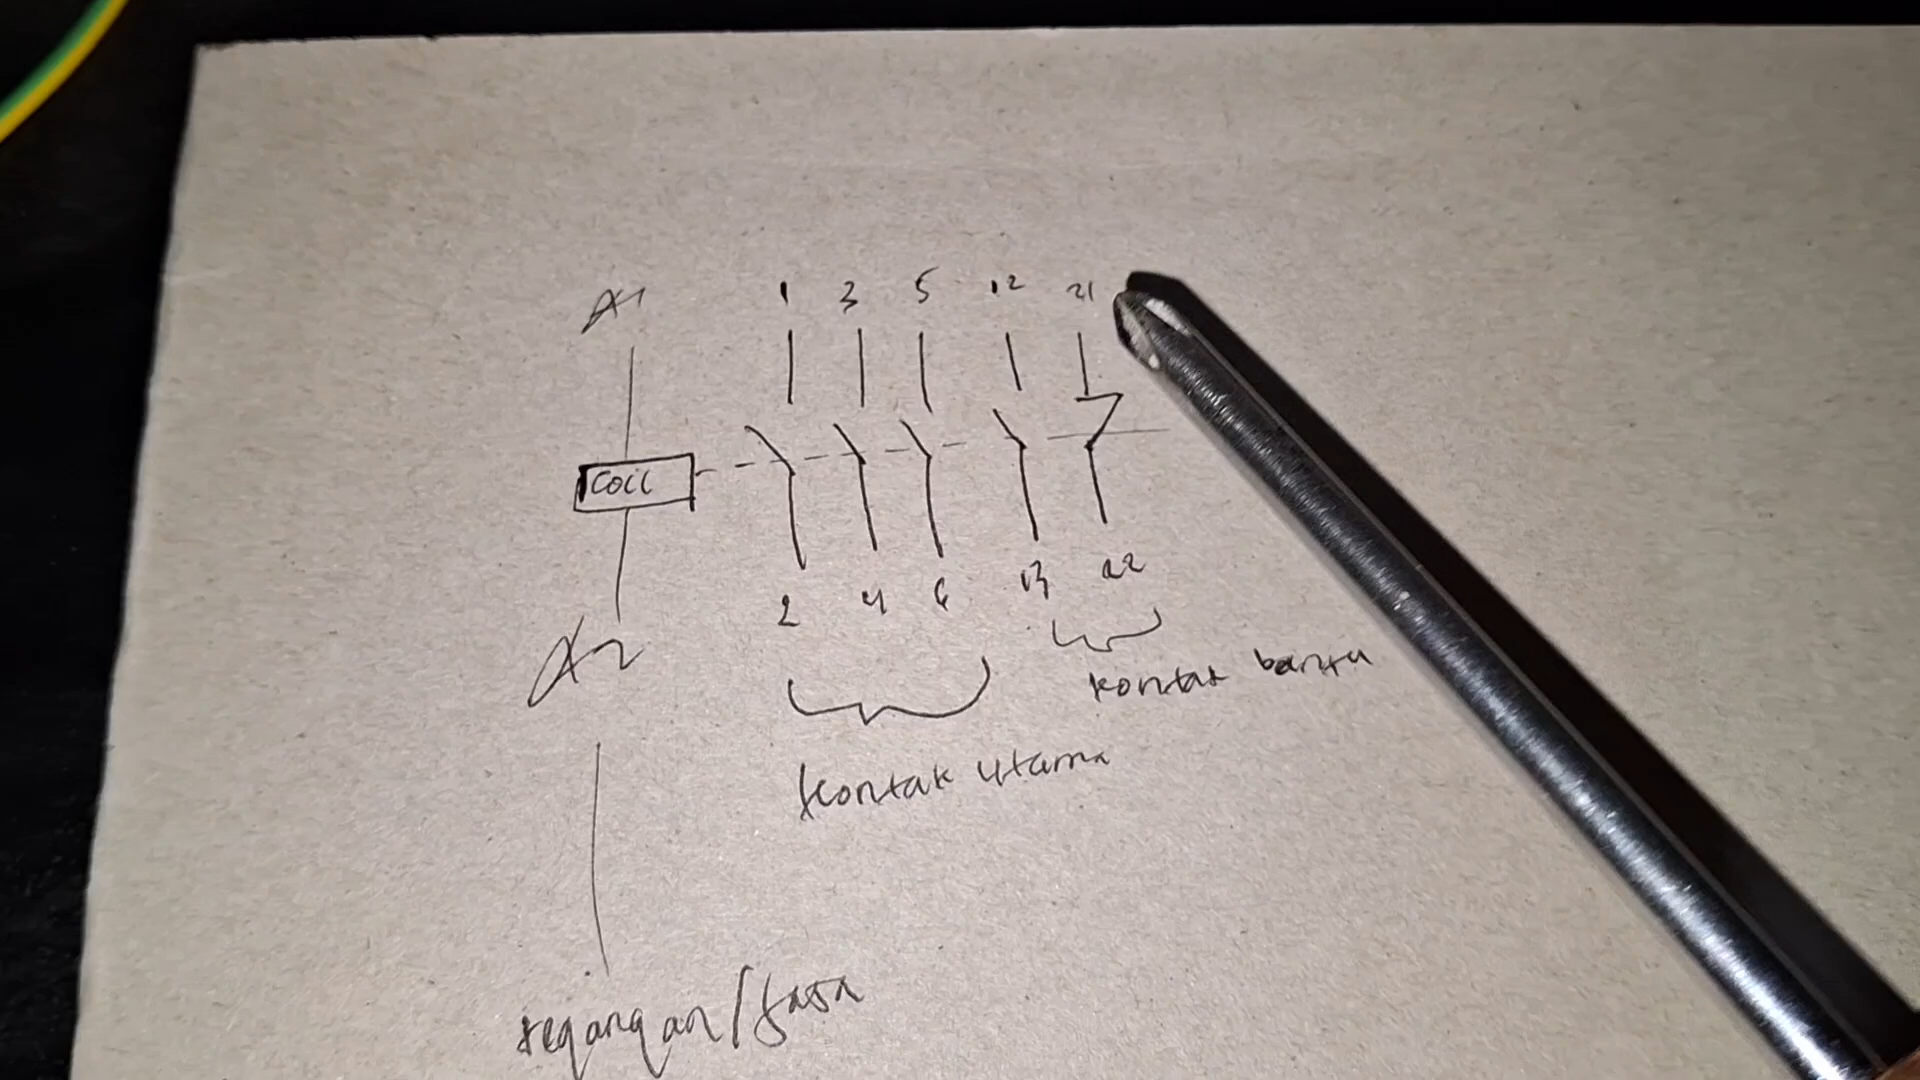 A1 1 3 5 12 21
Coil
2 4 6 13 22
A2
kontak bantu
kontak utama
tegangan/fasa